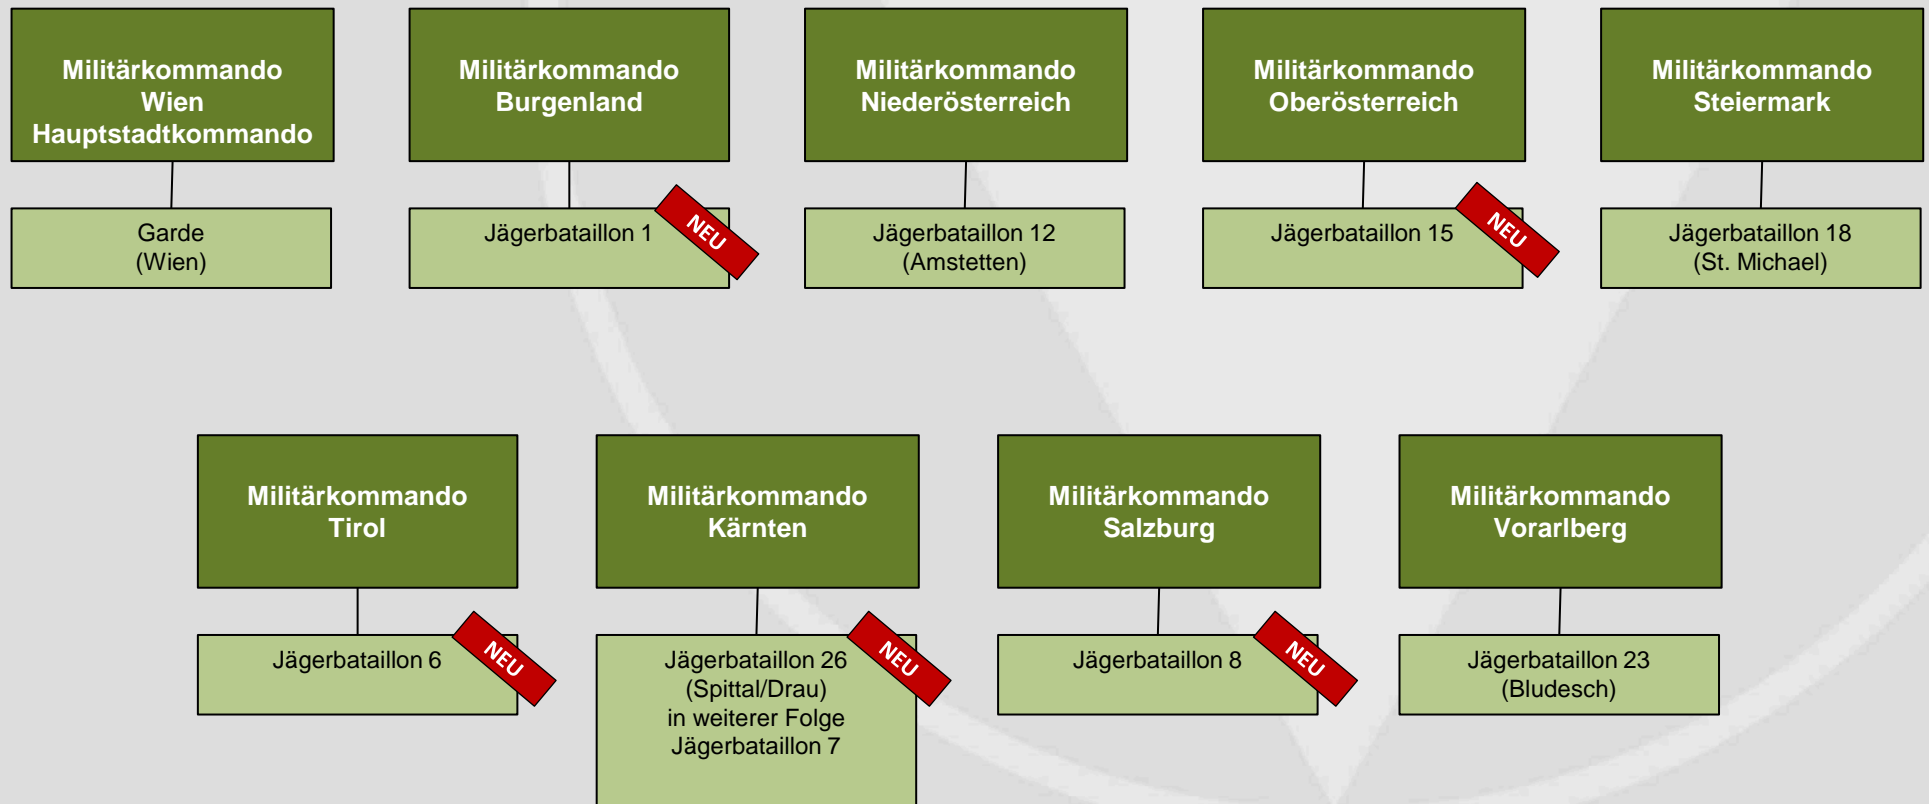 Militärkommando
Wien
Hauptstadtkommando
Militärkommando
Burgenland
Militärkommando
Niederösterreich
Militärkommando
Oberösterreich
Militärkommando
Steiermark
Garde
(Wien)
Jägerbataillon 1
NEU
Jägerbataillon 12
(Amstetten)
Jägerbataillon 15
NEU
Jägerbataillon 18
(St. Michael)
Militärkommando
Tirol
Militärkommando
Kärnten
Militärkommando
Salzburg
Militärkommando
Vorarlberg
Jägerbataillon 6
NEU
Jägerbataillon 26
(Spittal/Drau)
in weiterer Folge
Jägerbataillon 7
NEU
Jägerbataillon 8
NEU
Jägerbataillon 23
(Bludesch)